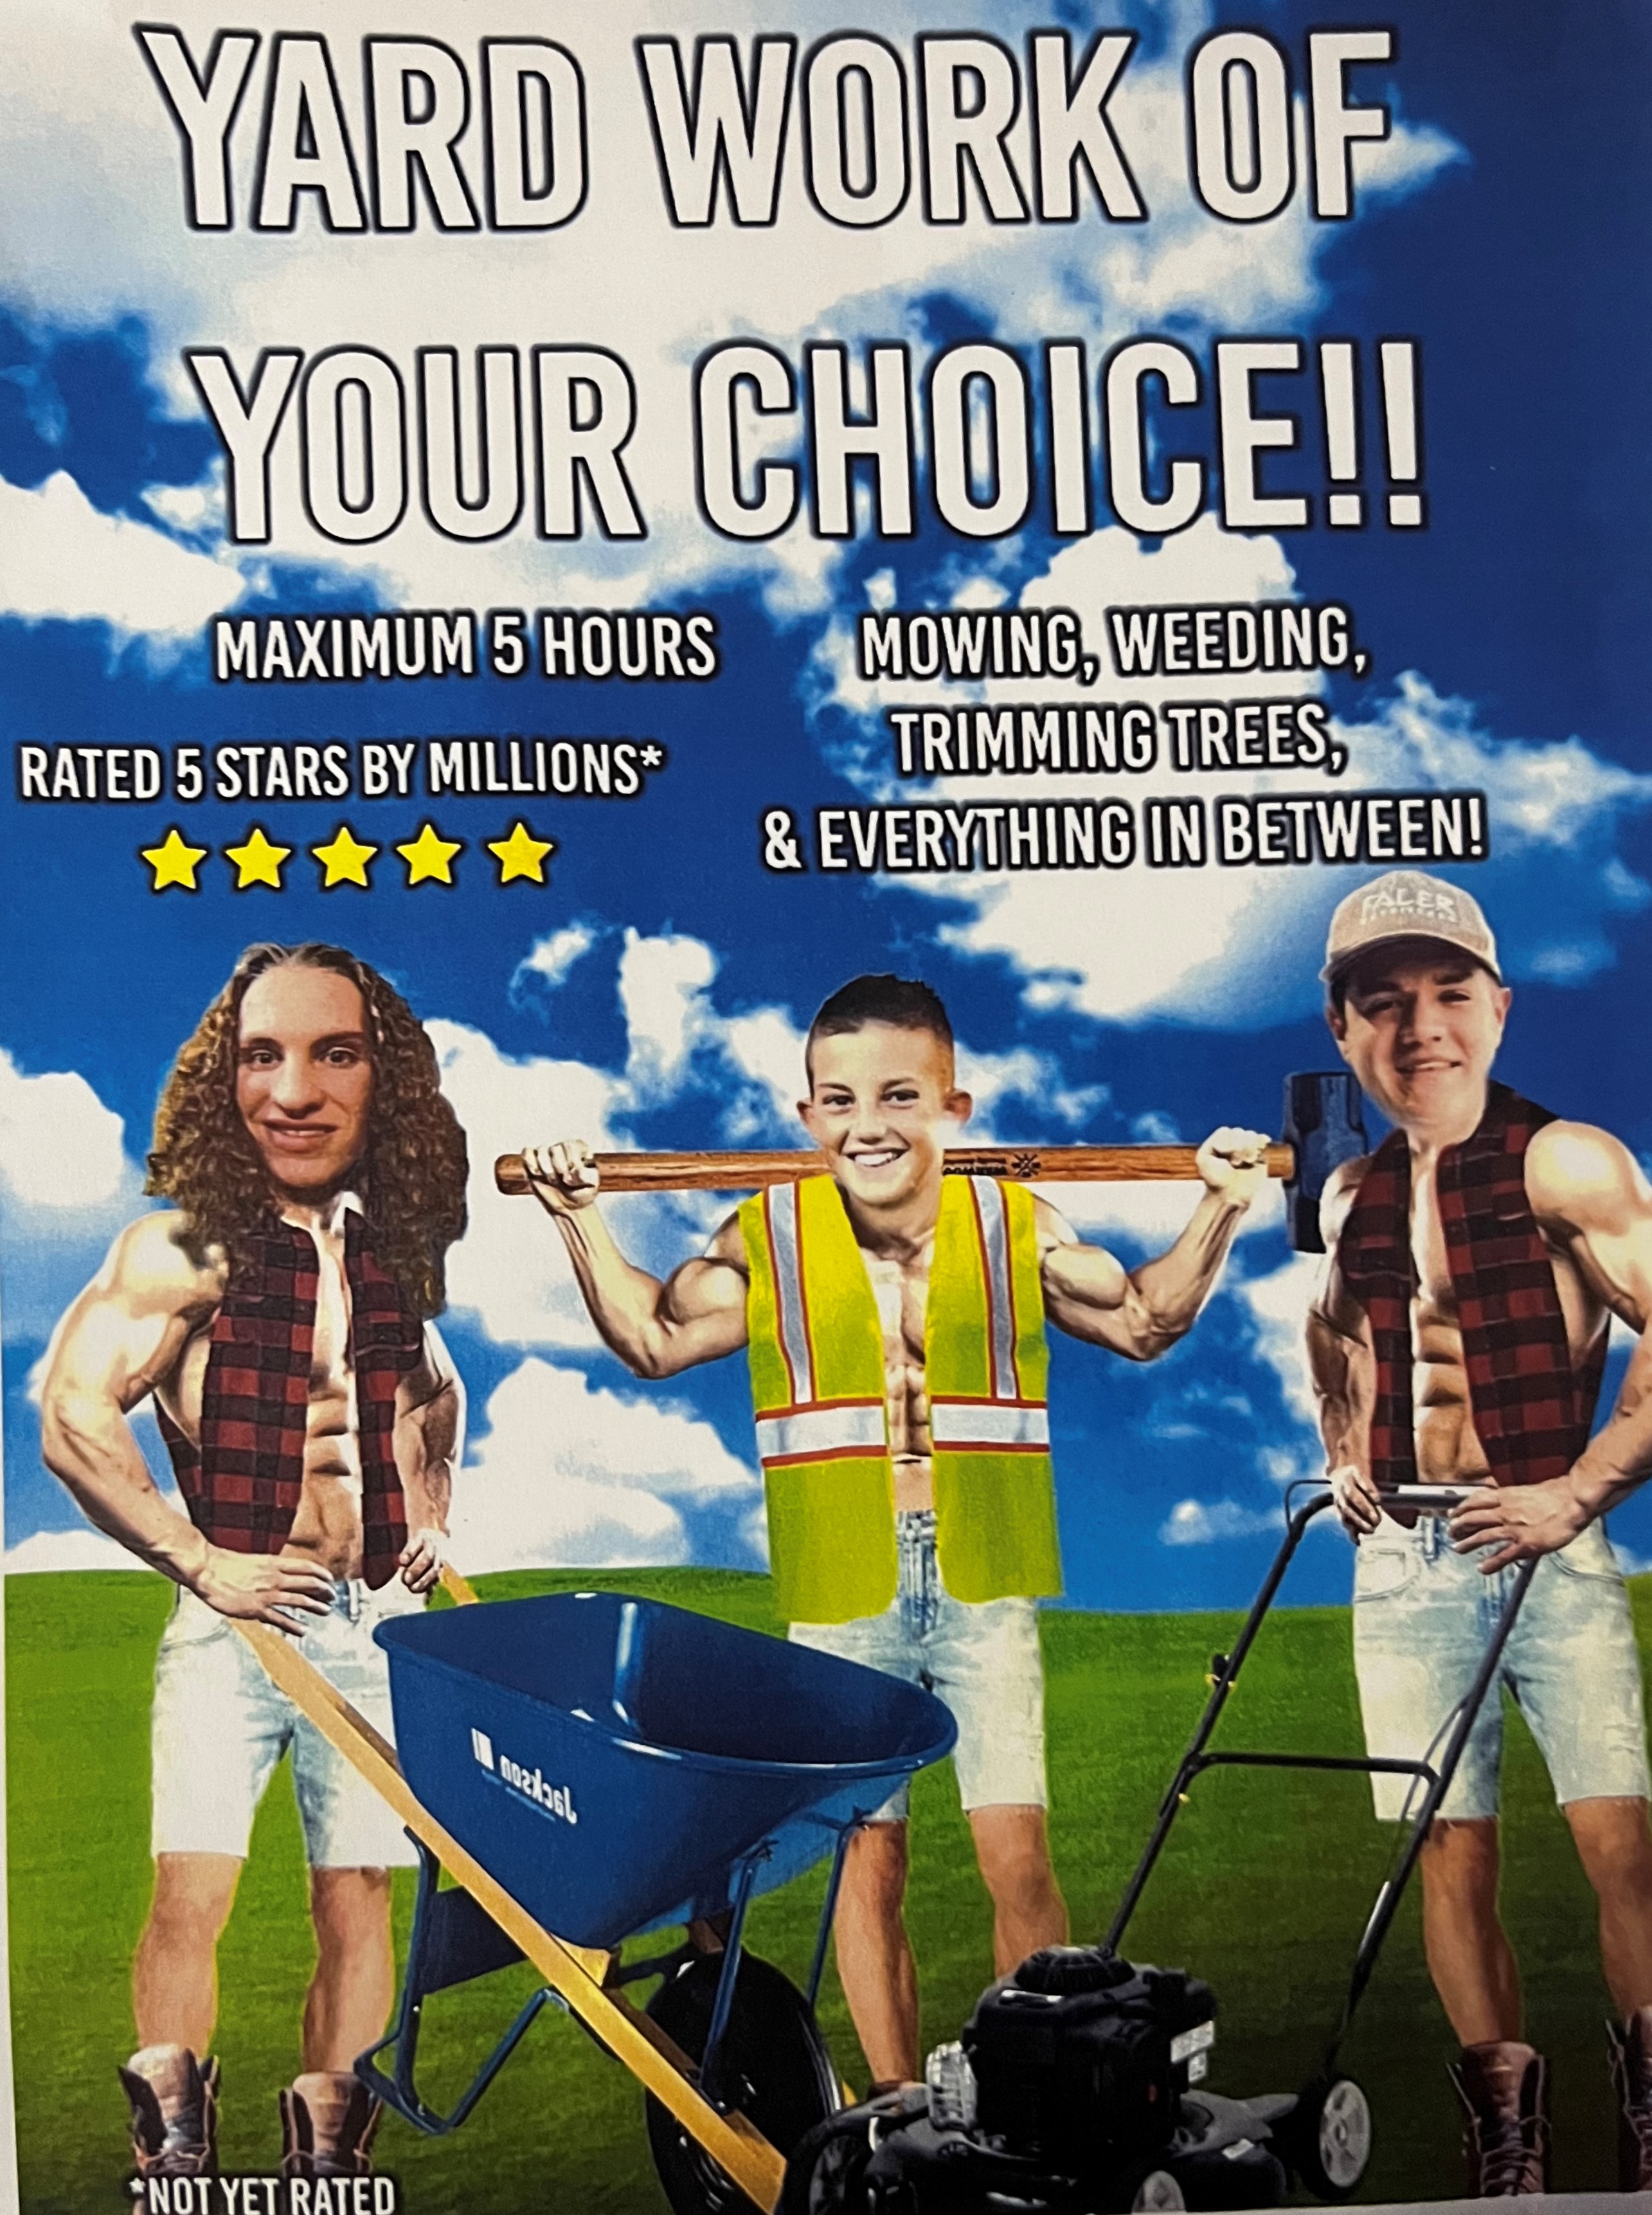 YARD WORK OF
YOUR CHOICE!!
MAXIMUM 5 HOURS
RATED 5 STARS BY MILLIONS*
MOWING, WEEDING,
TRIMMING TREES,
& EVERYTHING IN BETWEEN!
FALER
Jackson
*NOT YET RATED